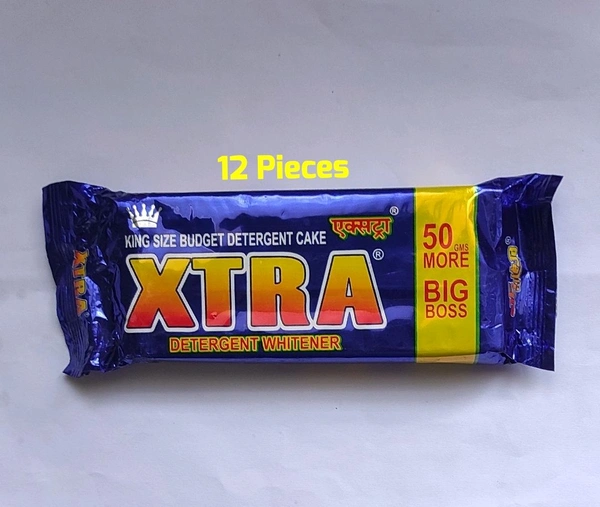 12 Pieces
एक्सट्रा®
KING SIZE BUDGET DETERGENT CAKE
XTRA®
DETERGENT WHITENER
50 GMS
MORE
BIG
BOSS
XTRA